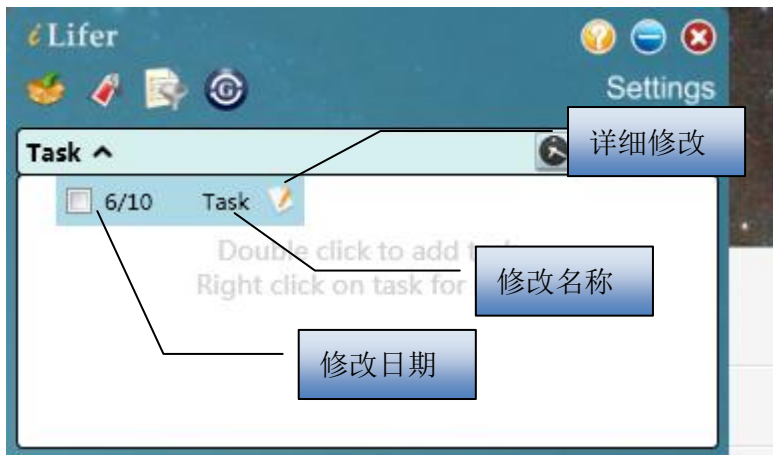 iLifer
Settings
Task
详细修改
6/10 Task
Double click to add
修改名称
Right click on task for
修改日期